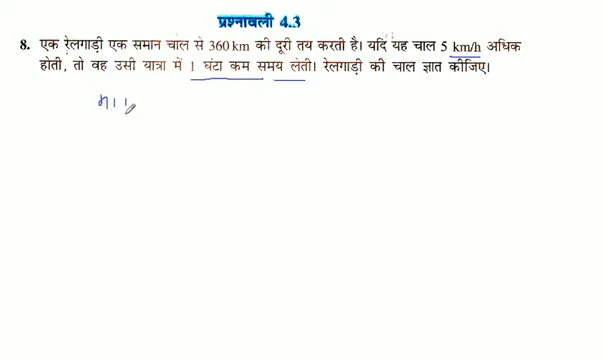 प्रश्नावली 4.3
8. एक रेलगाड़ी एक समान चाल से 360 km की दूरी तय करती है। यदि यह चाल 5 km/h अधिक
होती, तो वह उसी यात्रा में 1 घंटा कम समय लेती। रेलगाड़ी की चाल ज्ञात कीजिए।